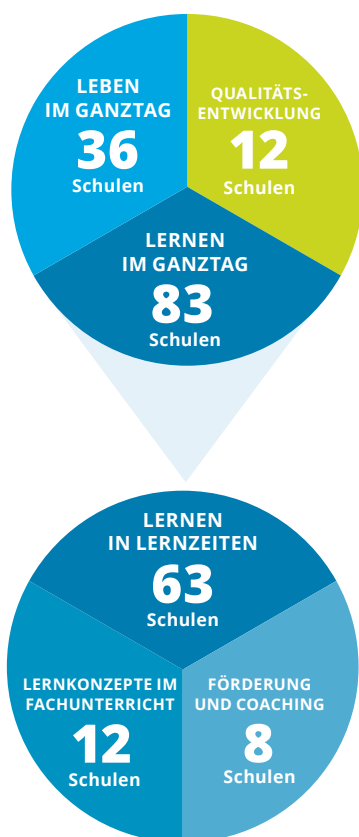 LEBEN
IM GANZTAG
36
Schulen
QUALITÄTS-
ENTWICKLUNG
12
Schulen
LERNEN
IM GANZTAG
83
Schulen
LERNEN
IN LERNZEITEN
63
Schulen
LERNKONZEPTE IM
FACHUNTERRICHT
12
Schulen
FÖRDERUNG
UND COACHING
8
Schulen